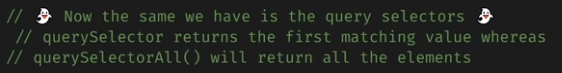 // 👻 Now the same we have is the query selectors 👻
// querySelector returns the first matching value whereas
// querySelectorAll() will return all the elements